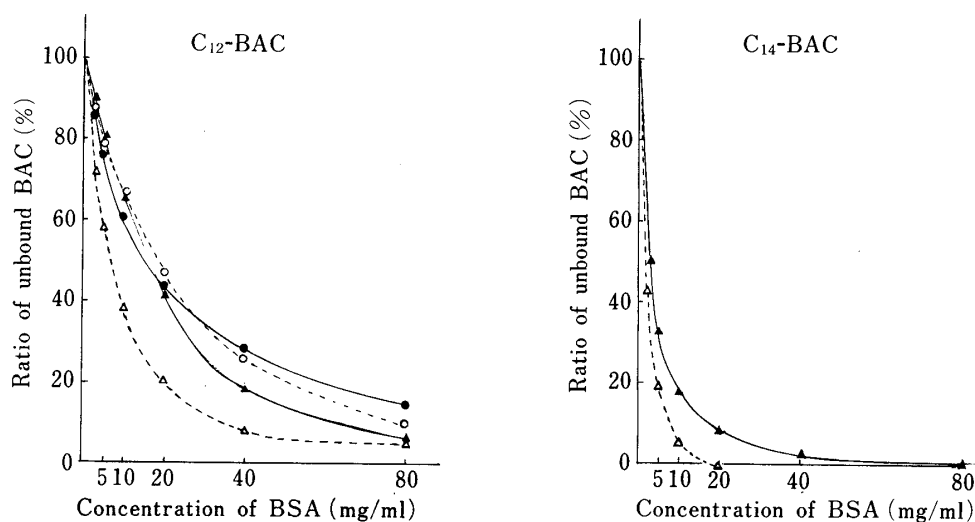 C₁₂-BAC
Ratio of unbound BAC (%)
100
80
60
40
20
0
5 10 20 40 80
Concentration of BSA (mg/ml)
C₁₄-BAC
Ratio of unbound BAC (%)
100
80
60
40
20
0
5 10 20 40 80
Concentration of BSA (mg/ml)